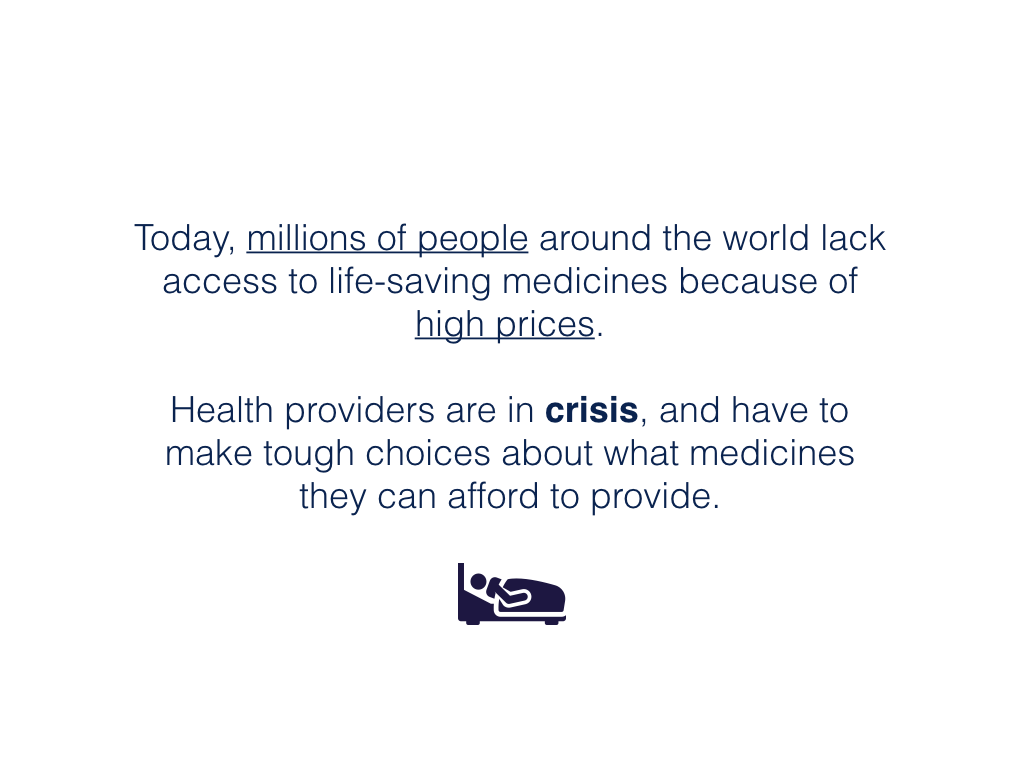 Today, millions of people around the world lack
access to life-saving medicines because of
high prices.
Health providers are in crisis, and have to
make tough choices about what medicines
they can afford to provide.